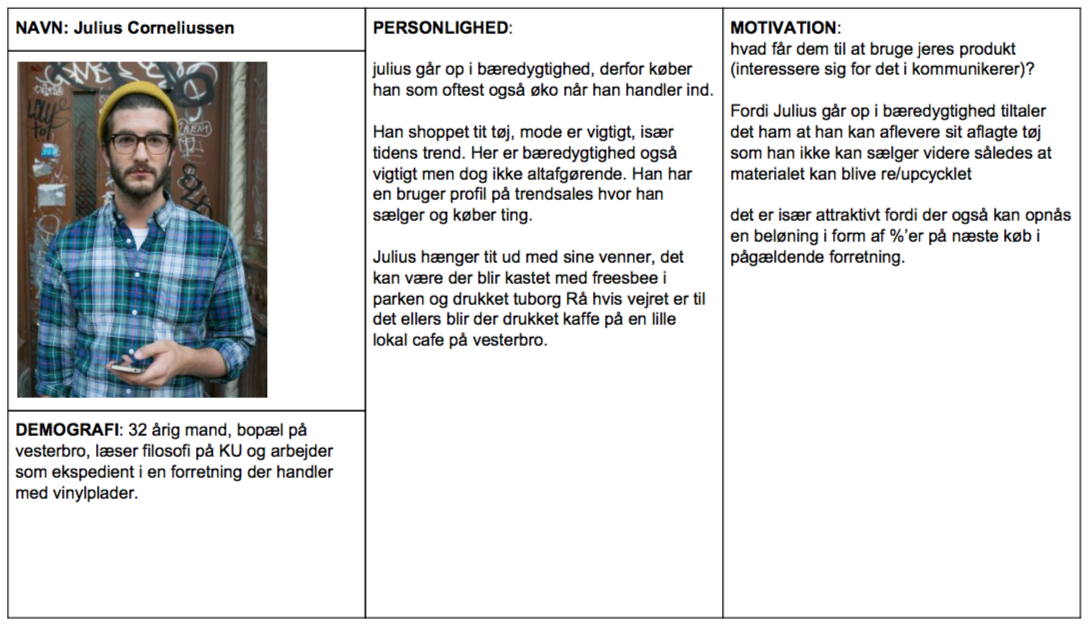 NAVN: Julius Corneliussen
DEMOGRAFI: 32 årig mand, bopæl på
vesterbro, læser filosofi på KU og arbejder
som ekspedient i en forretning der handler
med vinylplader.
PERSONLIGHED:
julius går op i bæredygtighed, derfor køber
han som oftest også øko når han handler ind.
Han shoppet tit tøj, mode er vigtigt, især
tidens trend. Her er bæredygtighed også
vigtigt men dog ikke altafgørende. Han har
en bruger profil på trendsales hvor han
sælger og køber ting.
Julius hænger tit ud med sine venner, det
kan være der blir kastet med freesbee i
parken og drukket tuborg Rå hvis vejret er til
det ellers blir der drukket kaffe på en lille
lokal cafe på vesterbro.
MOTIVATION:
hvad får dem til at bruge jeres produkt
(interessere sig for det i kommunikerer)?
Fordi Julius går op i bæredygtighed tiltaler
det ham at han kan aflevere sit aflagte tøj
som han ikke kan sælger videre således at
materialet kan blive re/upcyklet
det er især attraktivt fordi der også kan opnås
en beløning i form af %'er på næste køb i
pågældende forretning.